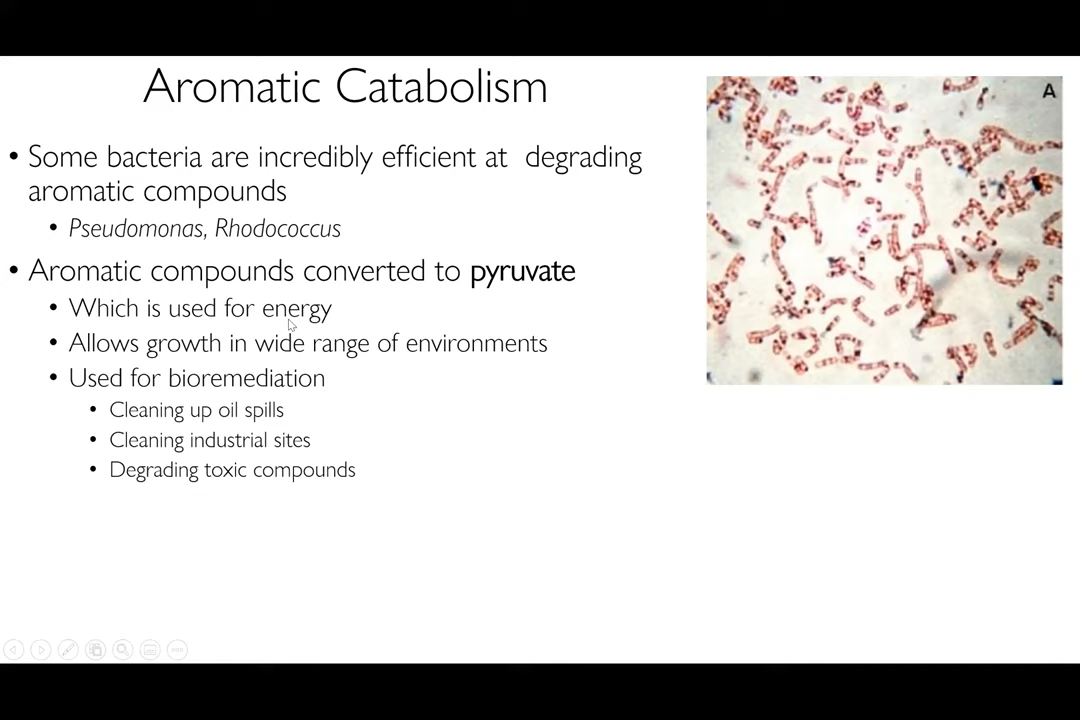 Aromatic Catabolism
• Some bacteria are incredibly efficient at degrading
aromatic compounds
• Pseudomonas, Rhodococcus
• Aromatic compounds converted to pyruvate
• Which is used for energy
• Allows growth in wide range of environments
• Used for bioremediation
• Cleaning up oil spills
• Cleaning industrial sites
• Degrading toxic compounds
A